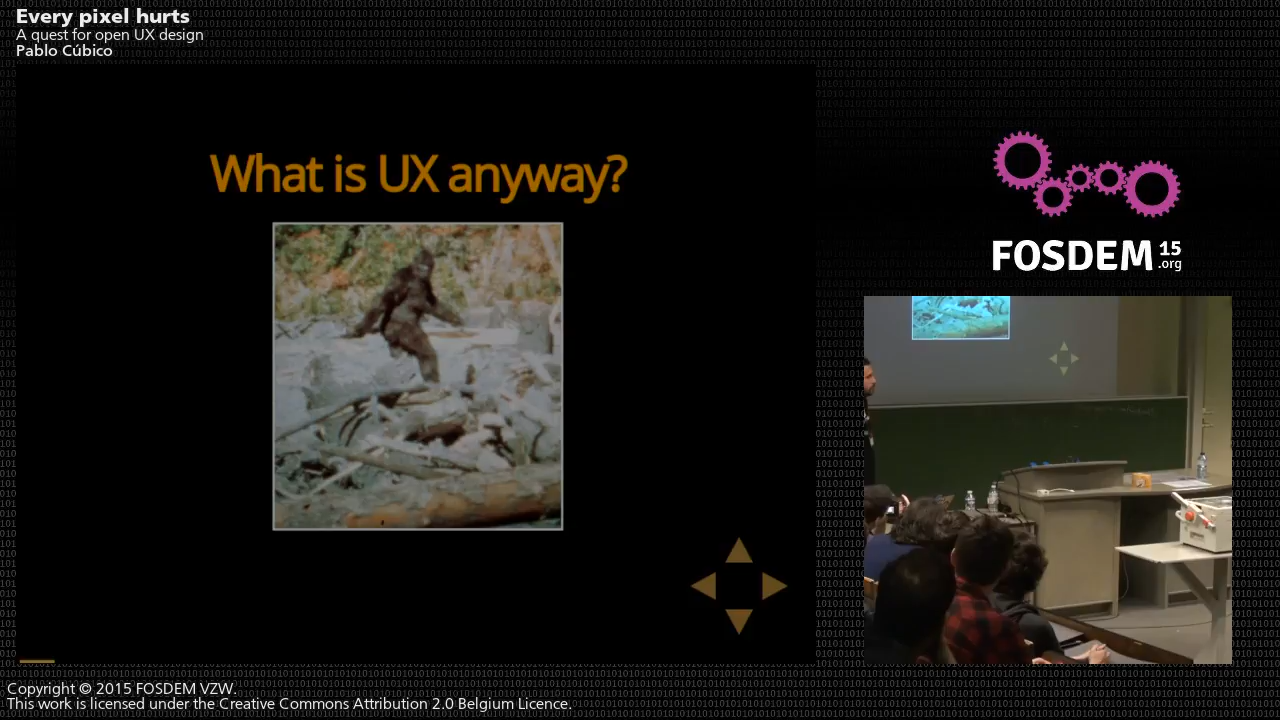 Every pixel hurts
A quest for open UX design
Pablo Cúbico
What is UX anyway?
FOSDEM 15
.org
Copyright © 2015 FOSDEM VZW.
This work is licensed under the Creative Commons Attribution 2.0 Belgium Licence.